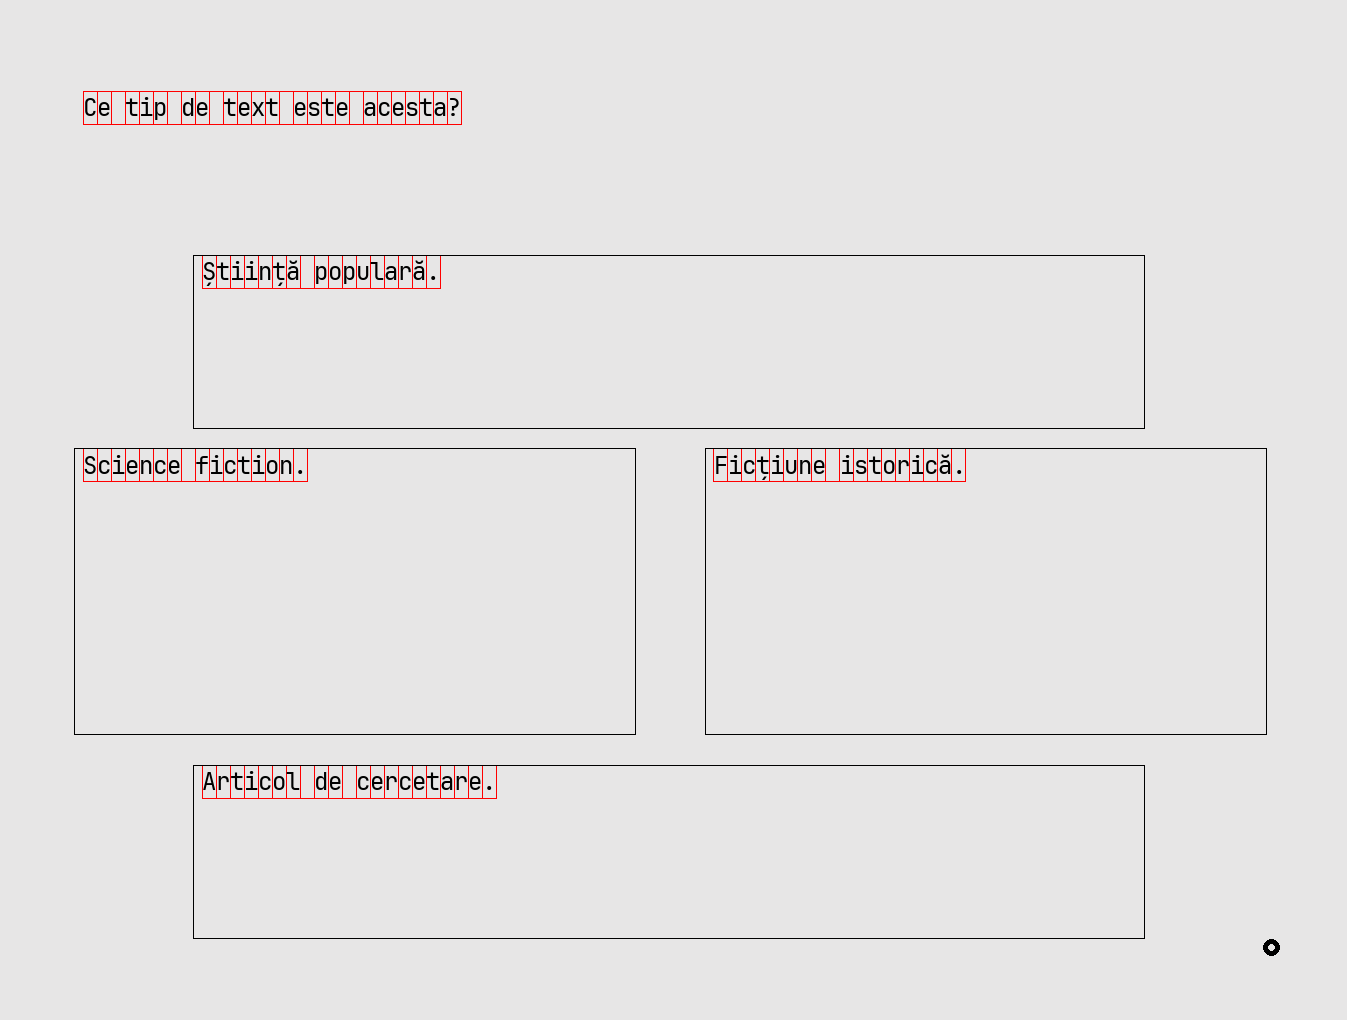 Ce tip de text este acesta?
Știință populară.
Science fiction.
Ficțiune istorică.
Articol de cercetare.